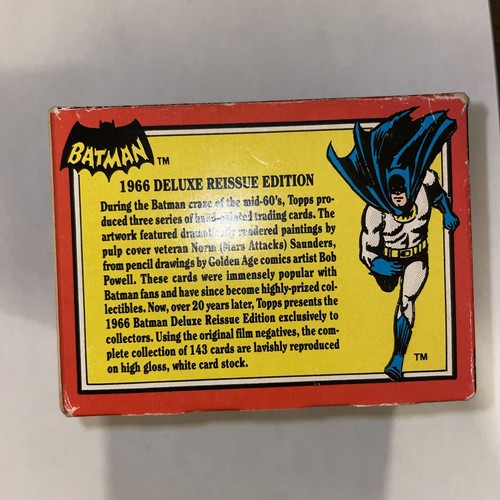 BATMAN TM
1966 DELUXE REISSUE EDITION
During the Batman craze of the mid-60's, Topps pro-
duced three series of hand-painted trading cards. The
artwork featured dramatically rendered paintings by
pulp cover veteran Norm (Mars Attacks) Saunders,
from pencil drawings by Golden Age comics artist Bob
Powell. These cards were immensely popular with
Batman fans and have since become highly-prized col-
lectibles. Now, over 20 years later, Topps presents the
1966 Batman Deluxe Reissue Edition exclusively to
collectors. Using the original film negatives, the com-
plete collection of 143 cards are lavishly reproduced
on high gloss, white card stock.
TM